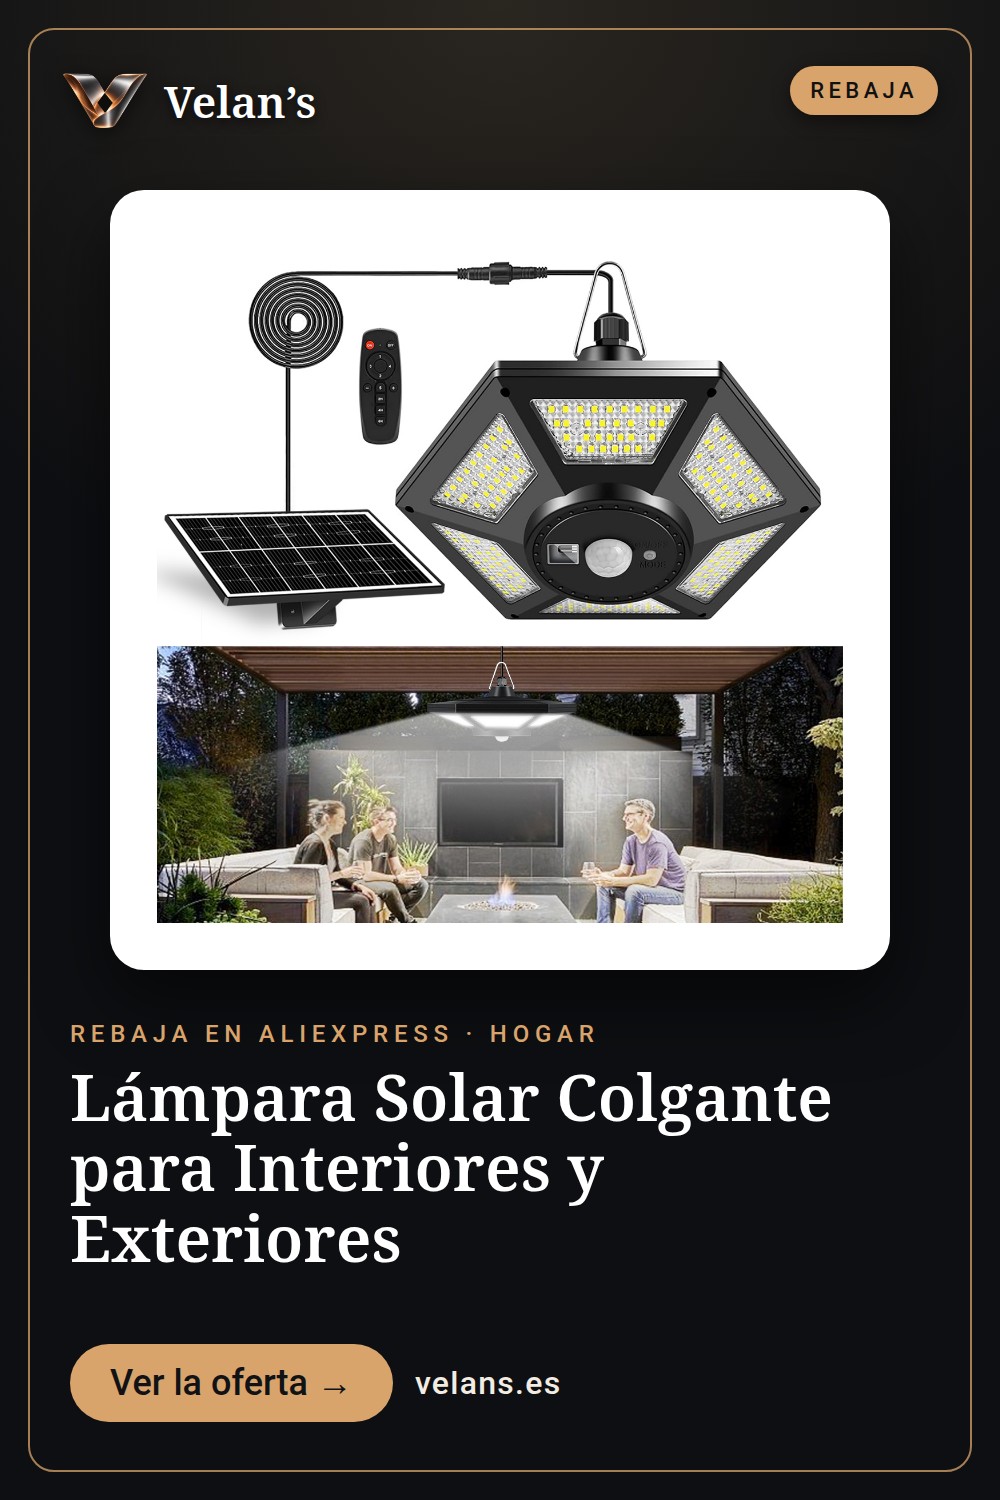 Velan’s
REBAJA
REBAJA EN ALIEXPRESS · HOGAR
Lámpara Solar Colgante
para Interiores y
Exteriores
Ver la oferta →
velans.es